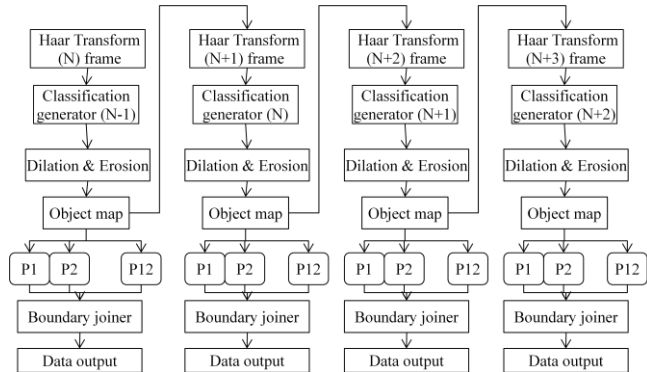 Haar Transform
(N) frame
Classification
generator (N-1)
Dilation & Erosion
Object map
P1
P2
P12
Boundary joiner
Data output
Haar Transform
(N+1) frame
Classification
generator (N)
Dilation & Erosion
Object map
P1
P2
P12
Boundary joiner
Data output
Haar Transform
(N+2) frame
Classification
generator (N+1)
Dilation & Erosion
Object map
P1
P2
P12
Boundary joiner
Data output
Haar Transform
(N+3) frame
Classification
generator (N+2)
Dilation & Erosion
Object map
P1
P2
P12
Boundary joiner
Data output